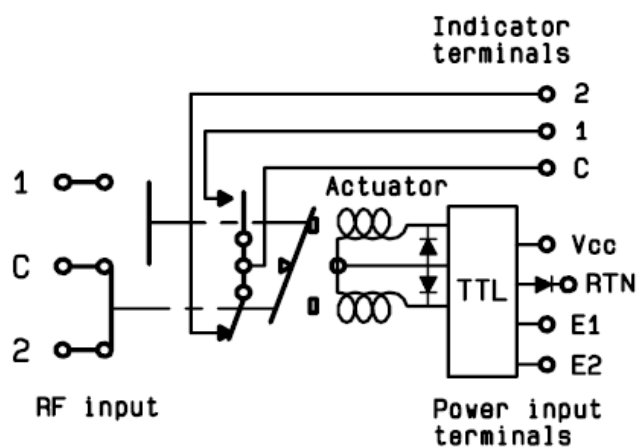 Indicator
terminals
2
1
C
Actuator
1
C
2
RF input
TTL
Vcc
RTN
E1
E2
Power input
terminals